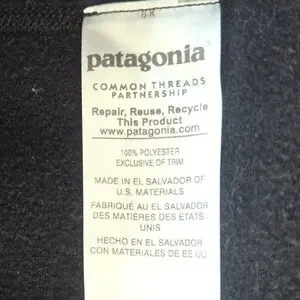 patagonia
COMMON THREADS
PARTNERSHIP
Repair, Reuse, Recycle
This Product
www.patagonia.com
100% POLYESTER
EXCLUSIVE OF TRIM
MADE IN EL SALVADOR OF
U.S. MATERIALS
FABRIQUÉ AU EL SALVADOR
DES MATIÈRES DES ETATS
UNIS
HECHO EN EL SALVADOR
CON MATERIALES DE EE UU